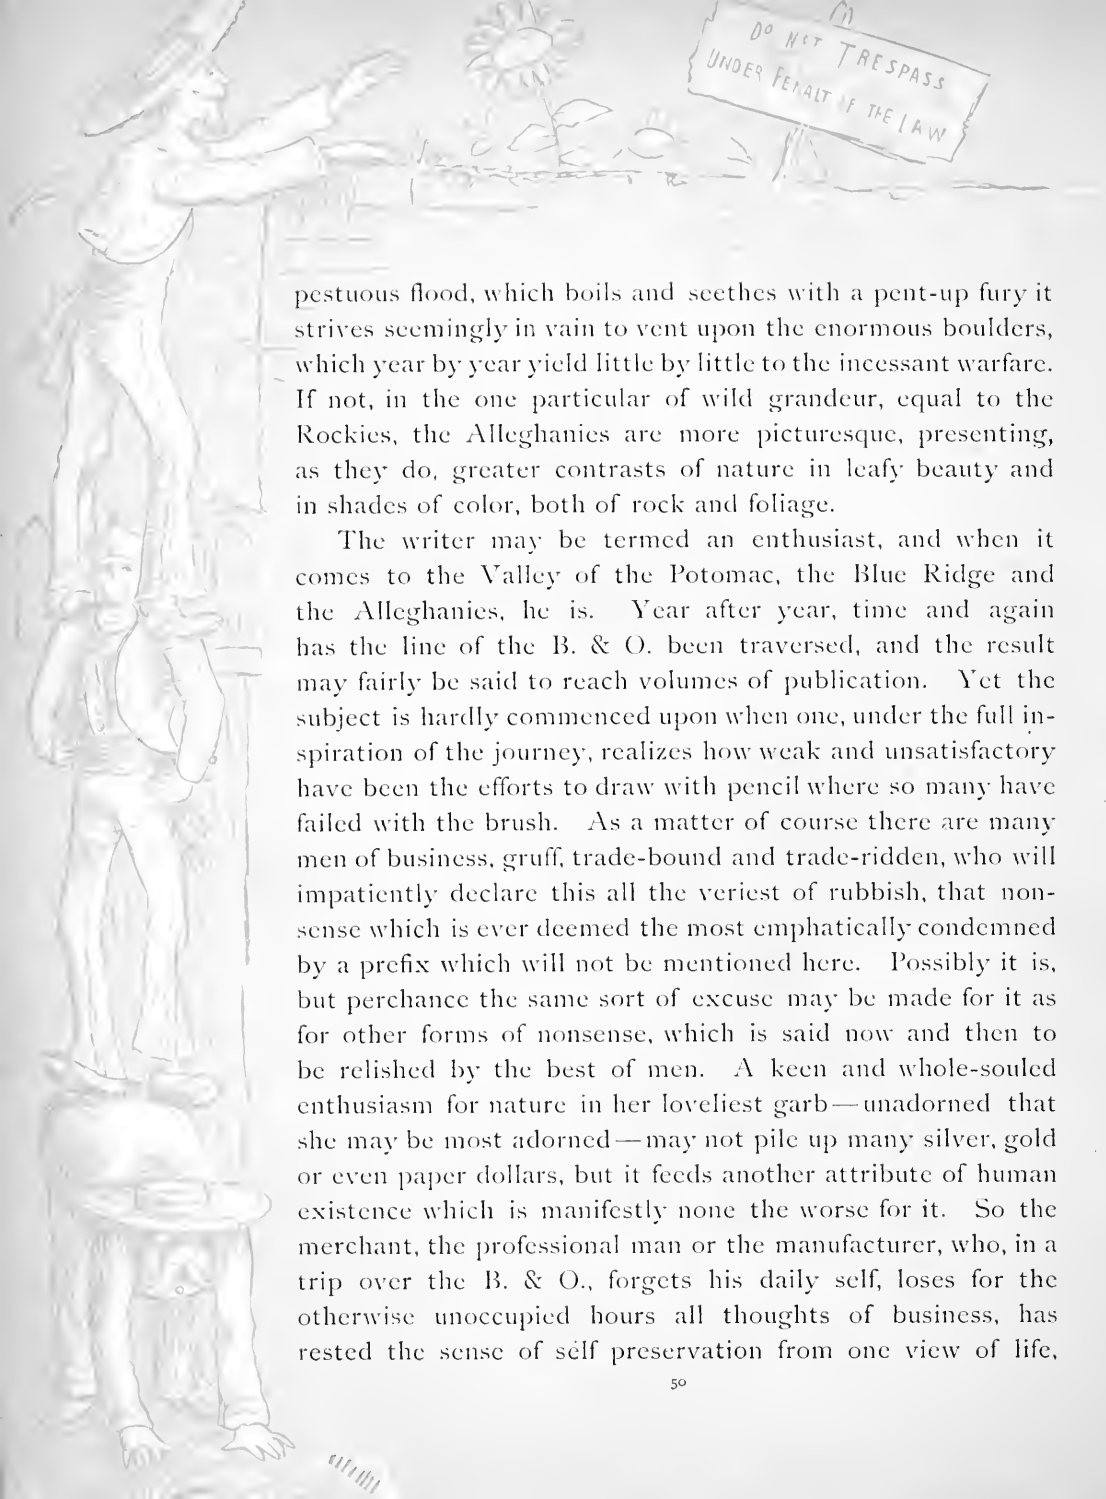 DO NOT TRESPASS
UNDER PENALT OF THE LAW
pestuous flood, which boils and seethes with a pent-up fury it
strives seemingly in vain to vent upon the enormous boulders,
which year by year yield little by little to the incessant warfare.
If not, in the one particular of wild grandeur, equal to the
Rockies, the Alleghanies are more picturesque, presenting,
as they do, greater contrasts of nature in leafy beauty and
in shades of color, both of rock and foliage.
The writer may be termed an enthusiast, and when it
comes to the Valley of the Potomac, the Blue Ridge and
the Alleghanies, he is. Year after year, time and again
has the line of the B. & O. been traversed, and the result
may fairly be said to reach volumes of publication. Yet the
subject is hardly commenced upon when one, under the full in-
spiration of the journey, realizes how weak and unsatisfactory
have been the efforts to draw with pencil where so many have
failed with the brush. As a matter of course there are many
men of business, gruff, trade-bound and trade-ridden, who will
impatiently declare this all the veriest of rubbish, that non-
sense which is ever deemed the most emphatically condemned
by a prefix which will not be mentioned here. Possibly it is,
but perchance the same sort of excuse may be made for it as
for other forms of nonsense, which is said now and then to
be relished by the best of men. A keen and whole-souled
enthusiasm for nature in her loveliest garb—unadorned that
she may be most adorned—may not pile up many silver, gold
or even paper dollars, but it feeds another attribute of human
existence which is manifestly none the worse for it. So the
merchant, the professional man or the manufacturer, who, in a
trip over the B. & O., forgets his daily self, loses for the
otherwise unoccupied hours all thoughts of business, has
rested the sense of self preservation from one view of life,
50